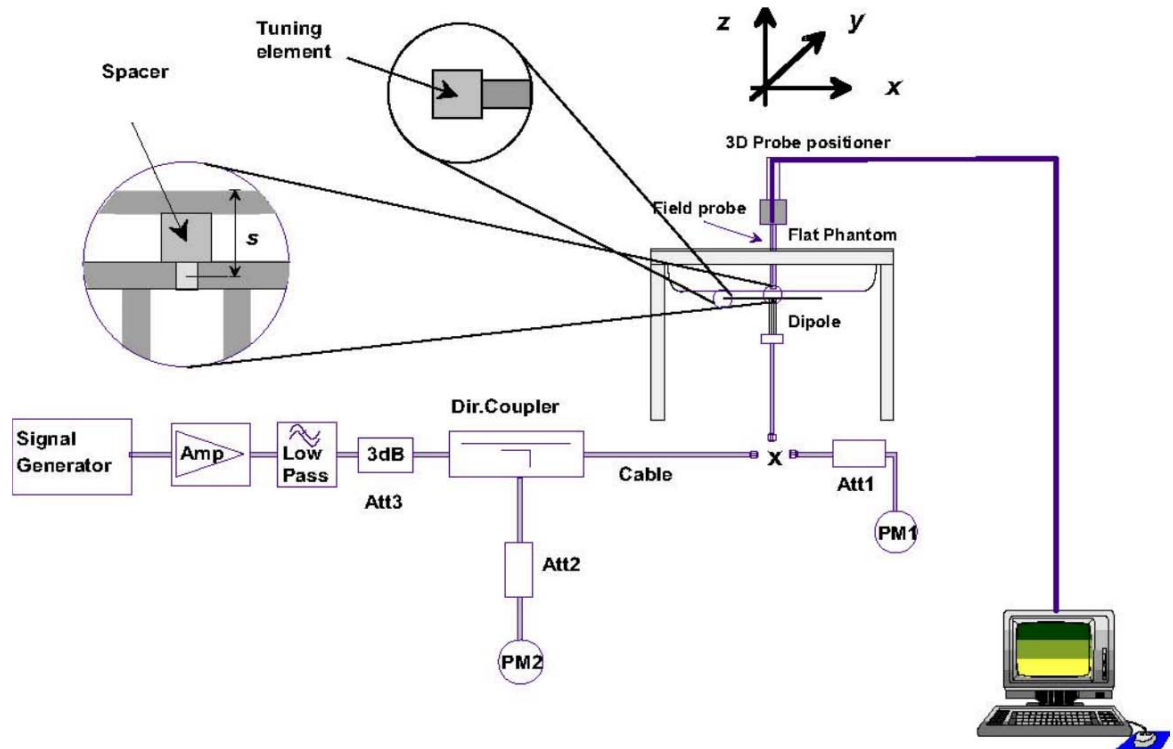 Tuning
element
Spacer
z
y
x
3D Probe positioner
Field probe
s
Flat Phantom
Dipole
Dir.Coupler
Signal
Generator
Amp
Low
Pass
3dB
Att3
Cable
x
Att1
PM1
Att2
PM2